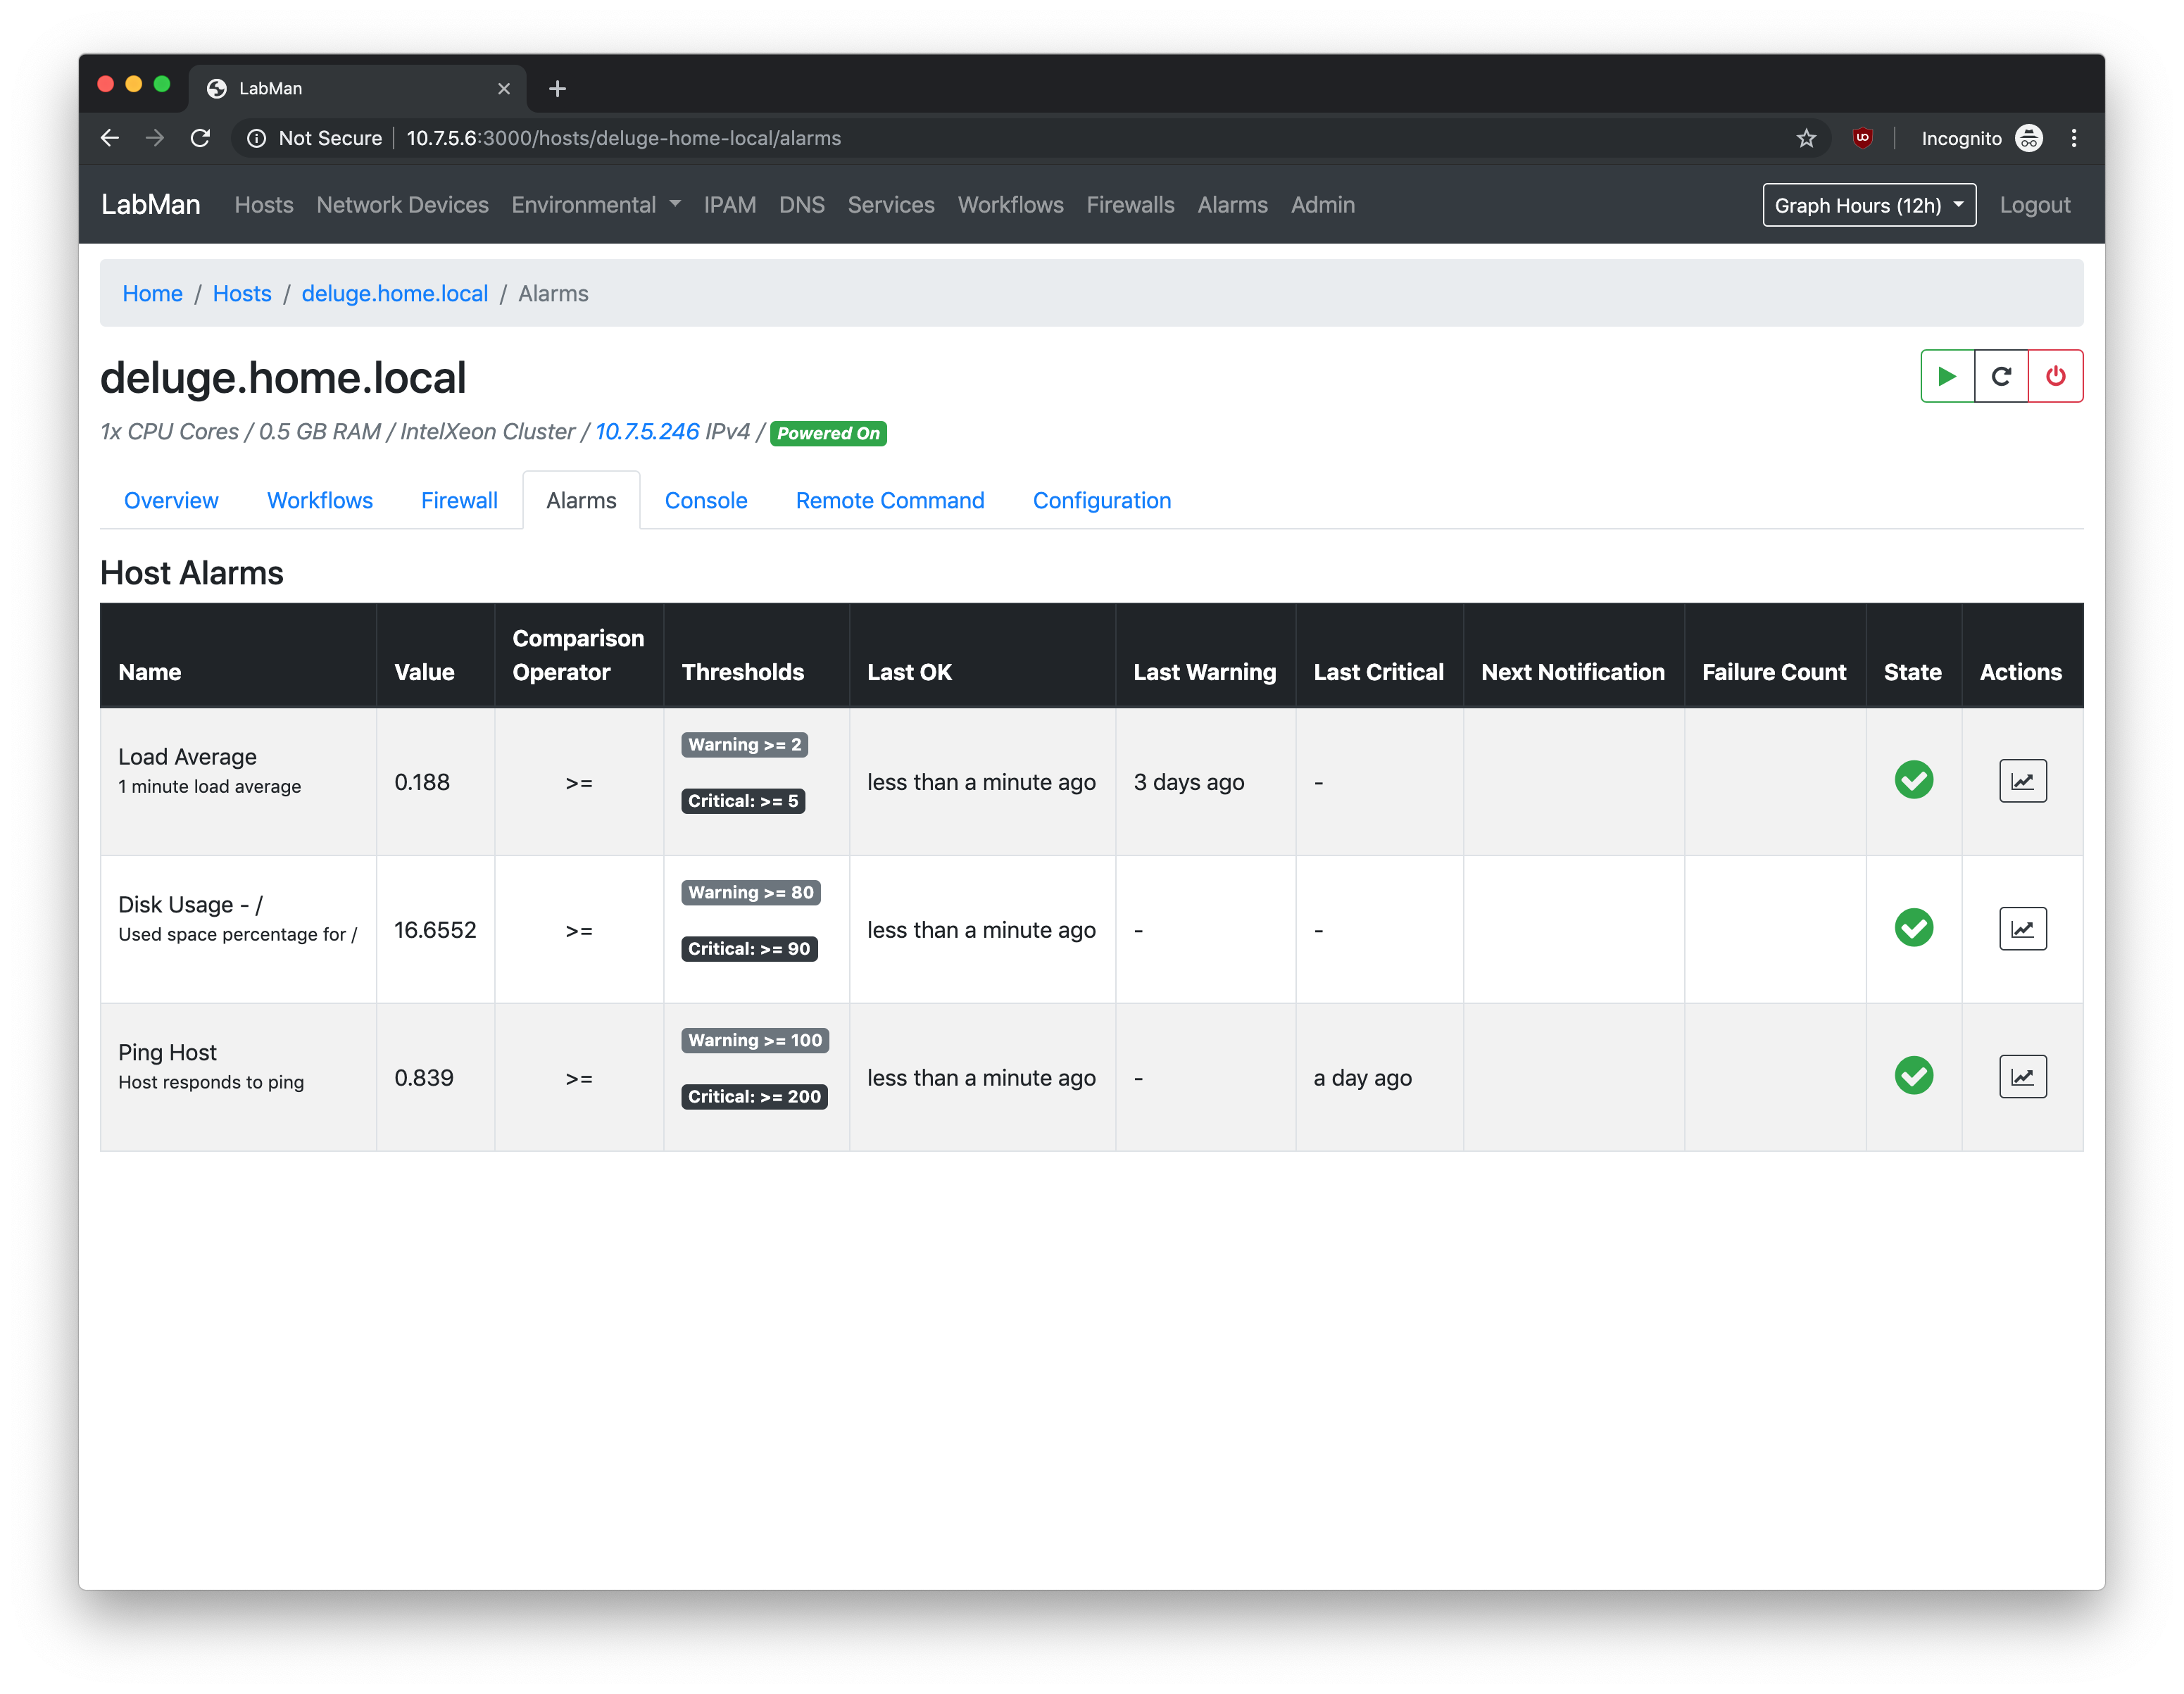 LabMan
Not Secure 10.7.5.6:3000/hosts/deluge-home-local/alarms Incognito
LabMan Hosts Network Devices Environmental IPAM DNS Services Workflows Firewalls Alarms Admin Graph Hours (12h) Logout
Home / Hosts / deluge.home.local / Alarms
deluge.home.local
1x CPU Cores / 0.5 GB RAM / IntelXeon Cluster / 10.7.5.246 IPv4 / Powered On
Overview Workflows Firewall Alarms Console Remote Command Configuration
Host Alarms
Name Value Comparison Operator Thresholds Last OK Last Warning Last Critical Next Notification Failure Count State Actions
Warning >= 2
Load Average
1 minute load average
0.188 >= less than a minute ago 3 days ago -
Critical: >= 5
Warning >= 80
Disk Usage - /
Used space percentage for /
16.6552 >= less than a minute ago - -
Critical: >= 90
Warning >= 100
Ping Host
Host responds to ping
0.839 >= less than a minute ago - a day ago
Critical: >= 200